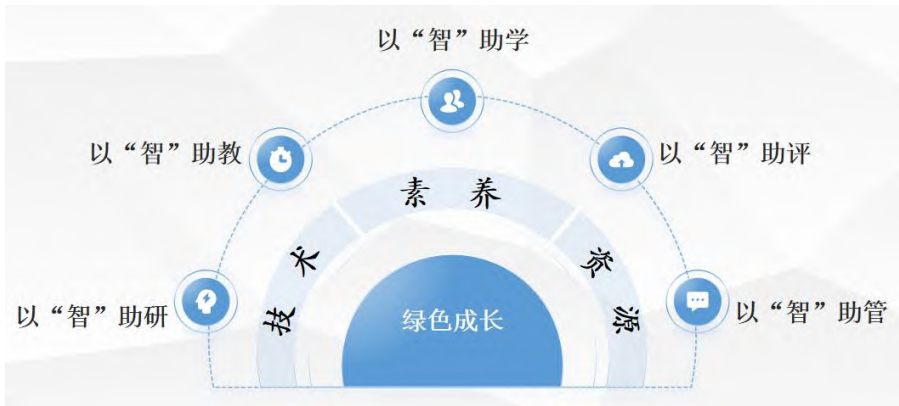 以“智”助学
以“智”助教
以“智”助评
素养
技术
资源
以“智”助研
绿色成长
以“智”助管